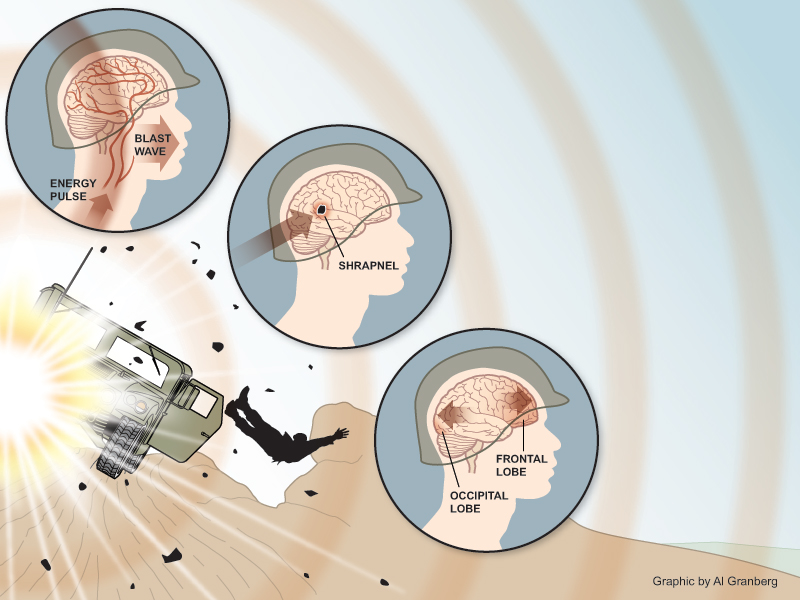 BLAST
WAVE
ENERGY
PULSE
SHRAPNEL
FRONTAL
LOBE
OCCIPITAL
LOBE
Graphic by Al Granberg